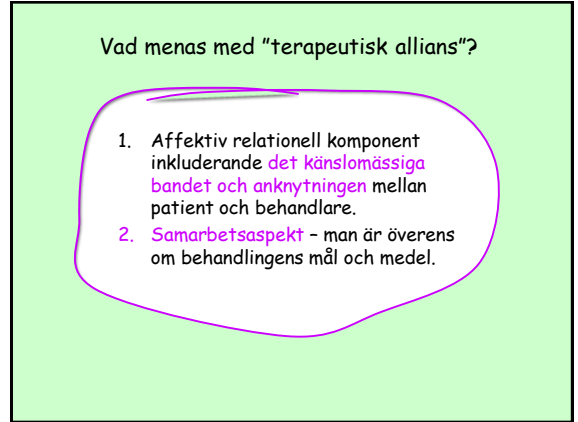 Vad menas med ”terapeutisk allians”?
1. Affektiv relationell komponent
inkluderande det känslomässiga
bandet och anknytningen mellan
patient och behandlare.
2. Samarbetsaspekt – man är överens
om behandlingens mål och medel.